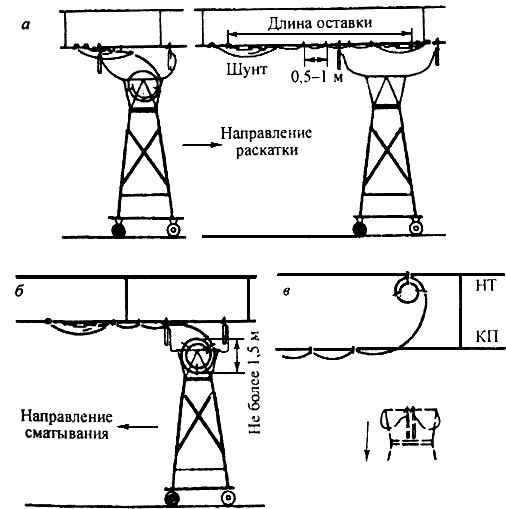 а
Длина оставки
Шунт
0,5–1 м
Направление
раскатки
б
Не более 1,5 м
Направление
сматывания
в
НТ
КП